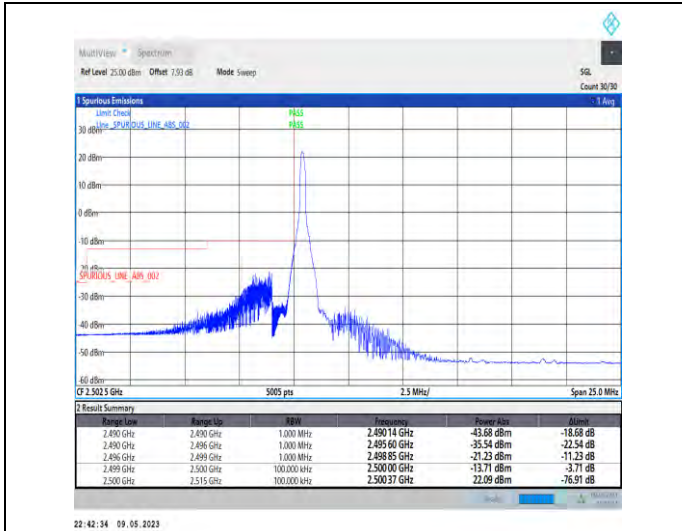 MultiView Spectrum
Ref Level 25.00 dBm Offset 7.93 dB Mode Sweep SGL
Count 30/30
1 Spurious Emissions 1 Avg
Limit Check PASS
Line _SPURIOUS_LINE_ABS_002 PASS
30 dBm
20 dBm
10 dBm
0 dBm
-10 dBm
-20 dBm
_SPURIOUS_LINE_ABS_002
-30 dBm
-40 dBm
-50 dBm
-60 dBm
CF 2.502 5 GHz 5005 pts 2.5 MHz/ Span 25.0 MHz
2 Result Summary
Range Low Range Up RBW Frequency Power Abs ΔLimit
2.490 GHz 2.490 GHz 1.000 MHz 2.490 14 GHz -43.68 dBm -18.68 dB
2.490 GHz 2.496 GHz 1.000 MHz 2.495 60 GHz -35.54 dBm -22.54 dB
2.496 GHz 2.499 GHz 1.000 MHz 2.498 85 GHz -21.23 dBm -11.23 dB
2.499 GHz 2.500 GHz 100.000 kHz 2.500 00 GHz -13.71 dBm -3.71 dB
2.500 GHz 2.515 GHz 100.000 kHz 2.500 37 GHz 22.09 dBm -76.91 dB
22:42:34 09.05.2023